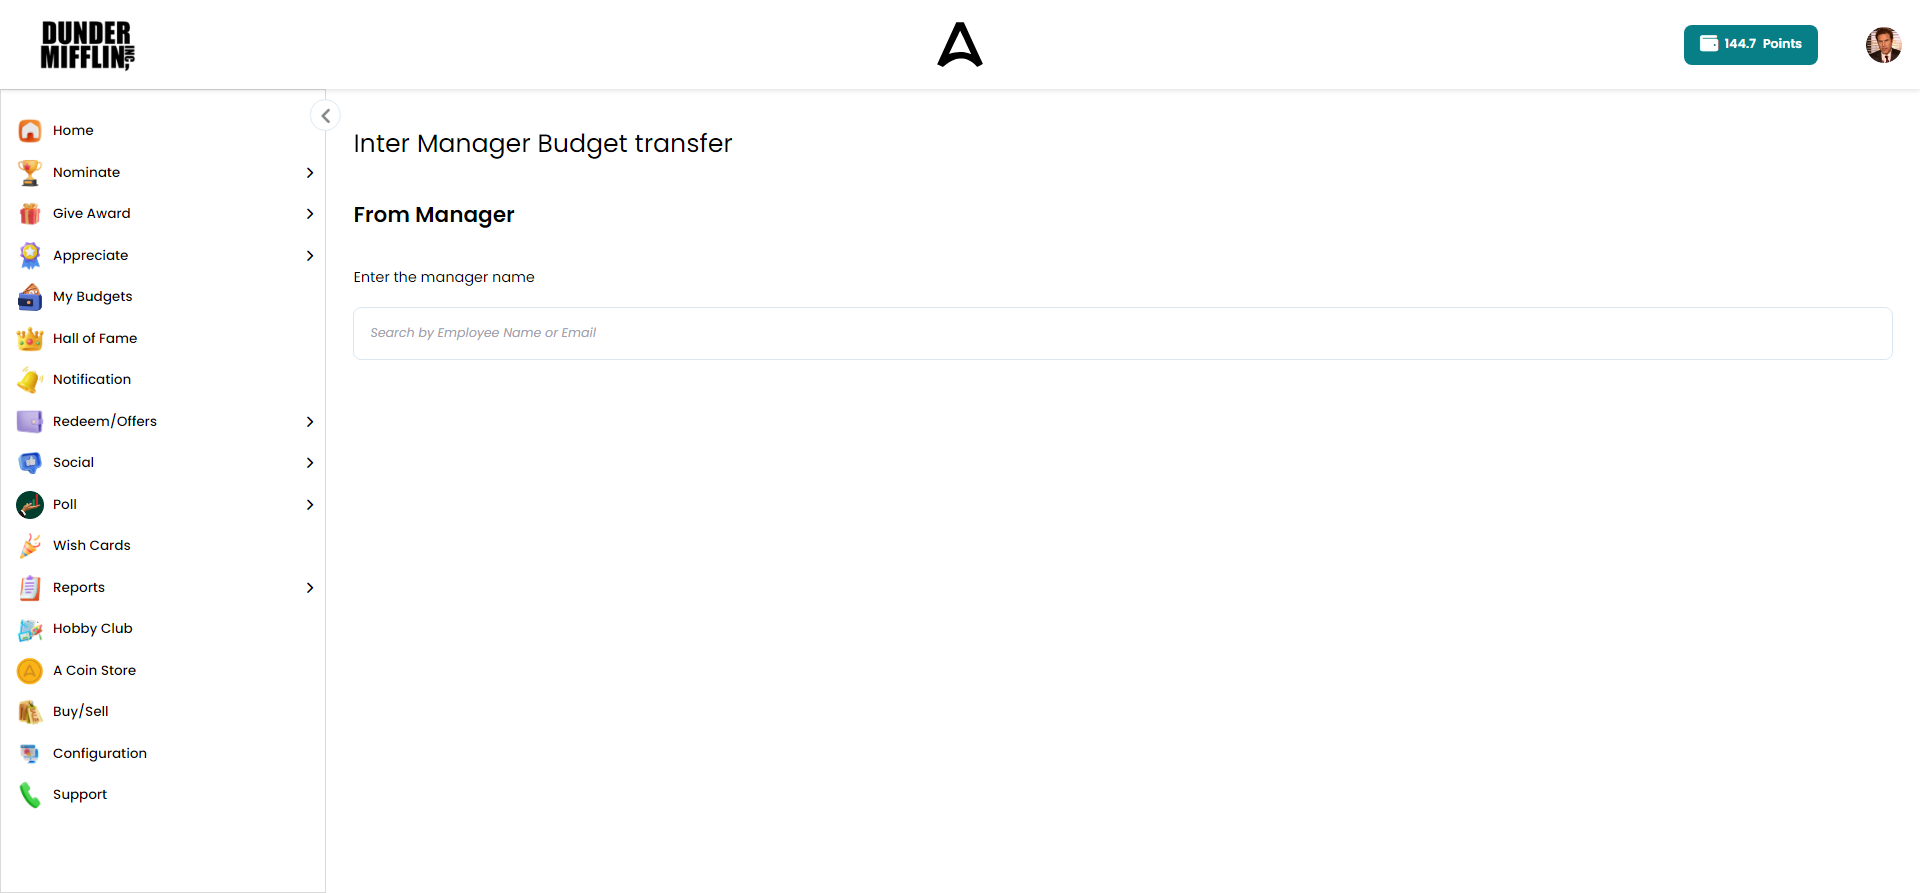 DUNDER
MIFFLIN INC,
144.7 Points
Home
Nominate
Give Award
Appreciate
My Budgets
Hall of Fame
Notification
Redeem/Offers
Social
Poll
Wish Cards
Reports
Hobby Club
A Coin Store
Buy/Sell
Configuration
Support
Inter Manager Budget transfer
From Manager
Enter the manager name
Search by Employee Name or Email